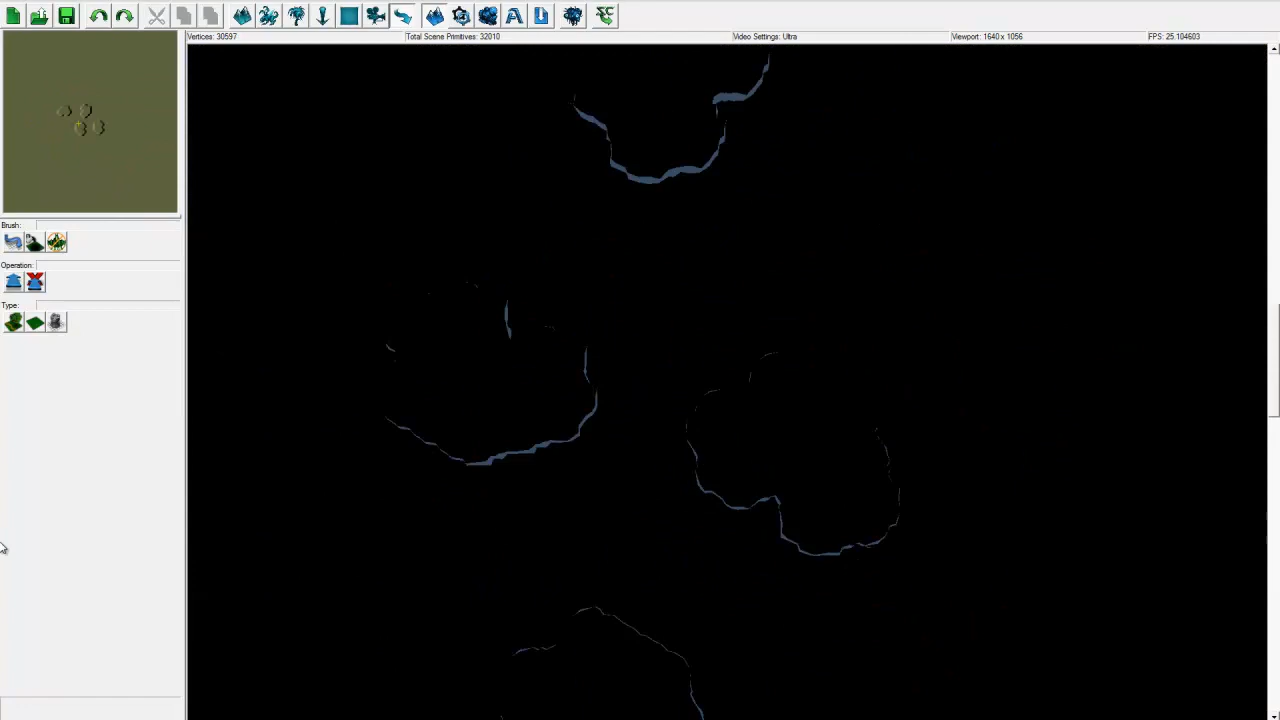 Vertices: 30597 Total Scene Primitives: 32010 Video Settings: Ultra Viewport: 1640 x 1056 FPS: 25.104603
Brush:
Operation:
Type: